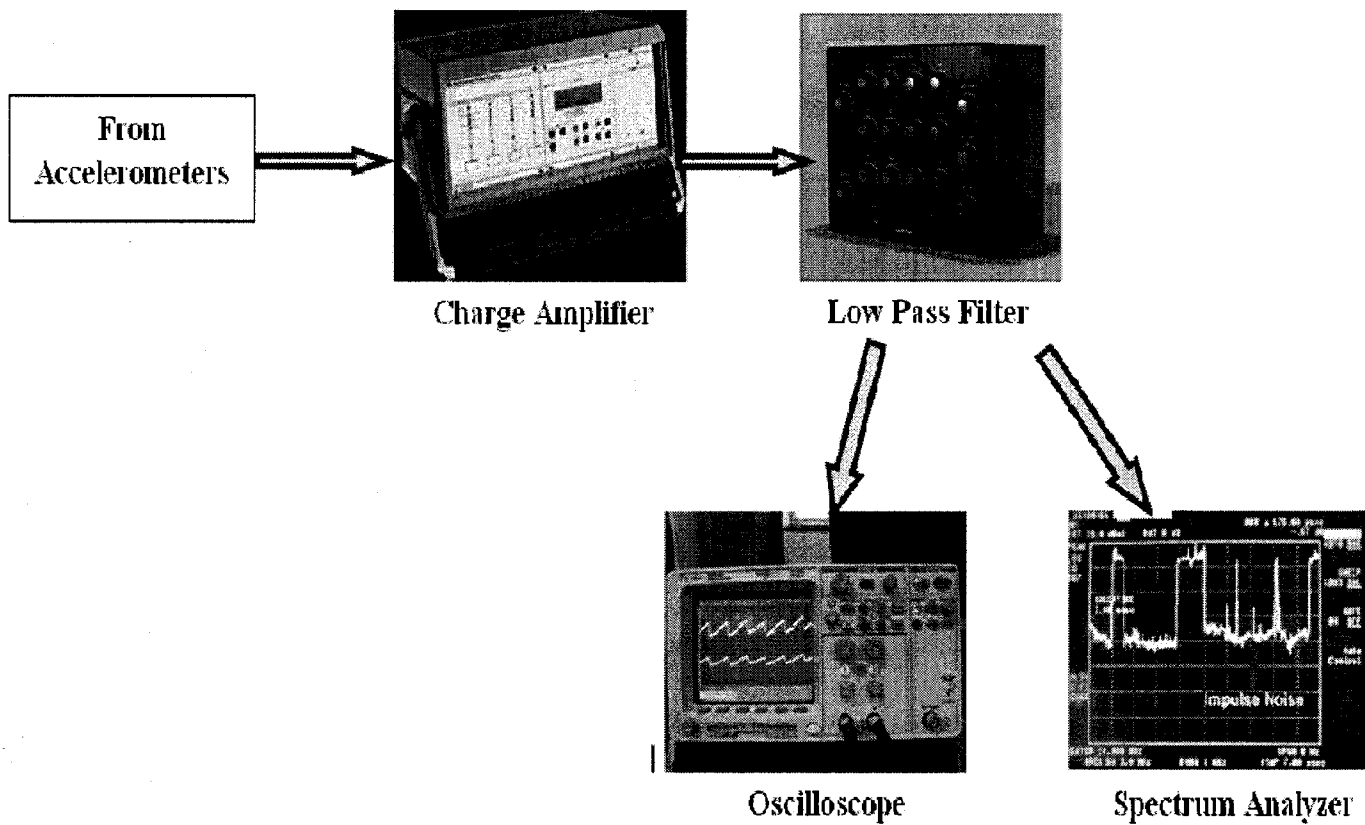 From
Accelerometers
Charge Amplifier
Low Pass Filter
Impulse Noise
Oscilloscope
Spectrum Analyzer